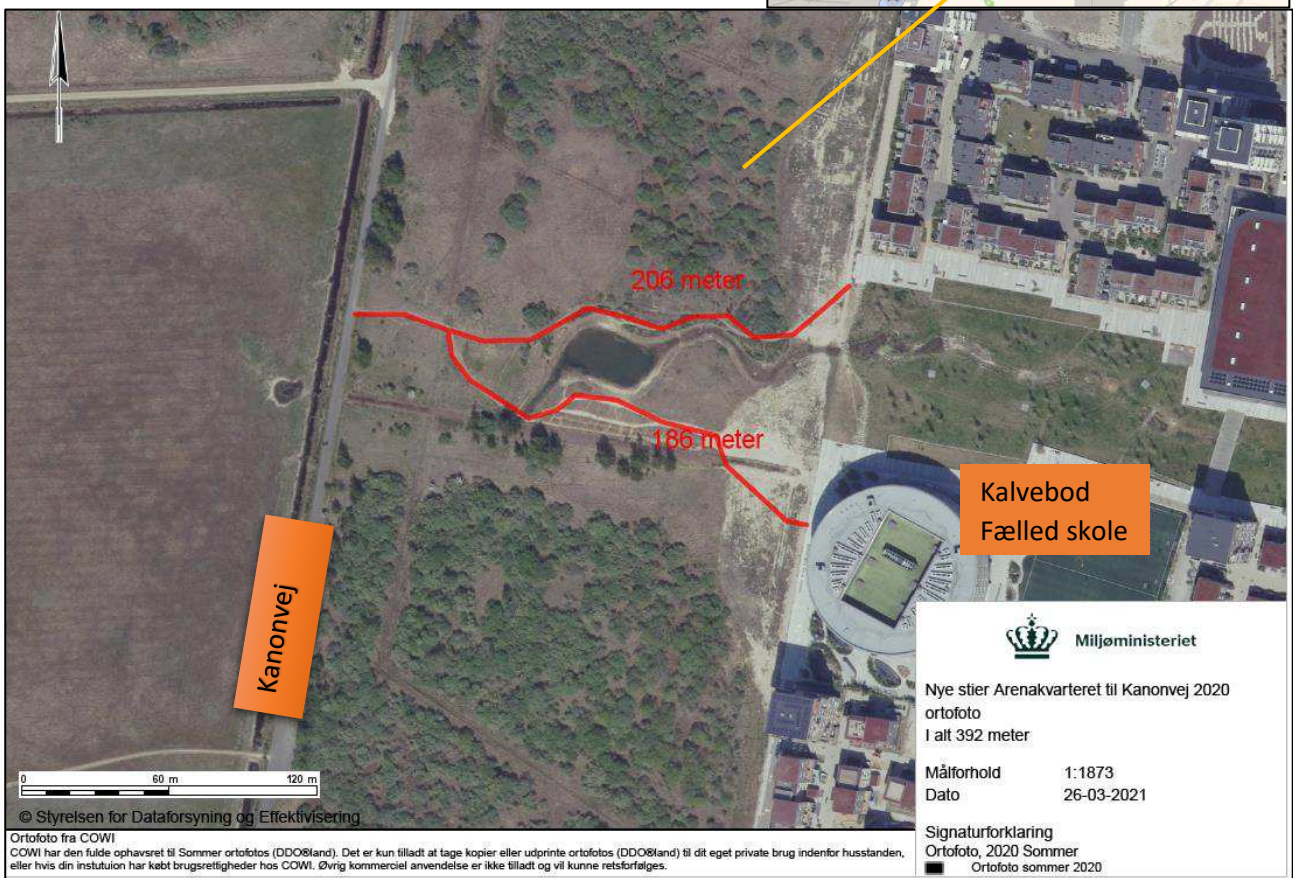 206 meter
186 meter
Kalvebod
Fælled skole
Kanonvej
Miljøministeriet
Nye stier Arenakvarteret til Kanonvej 2020
ortofoto
I alt 392 meter
Målforhold 1:1873
Dato 26-03-2021
Signaturforklaring
Ortofoto, 2020 Sommer
Ortofoto sommer 2020
0 60 m 120 m
© Styrelsen for Dataforsyning og Effektivisering
Ortofoto fra COWI
COWI har den fulde ophavsret til Sommer ortofotos (DDO®land). Det er kun tilladt at tage kopier eller udprinte ortofotos (DDO®land) til dit eget private brug indenfor husstanden,
eller hvis din instutuion har købt brugsrettigheder hos COWI. Øvrig kommerciel anvendelse er ikke tilladt og vil kunne retsforfølges.